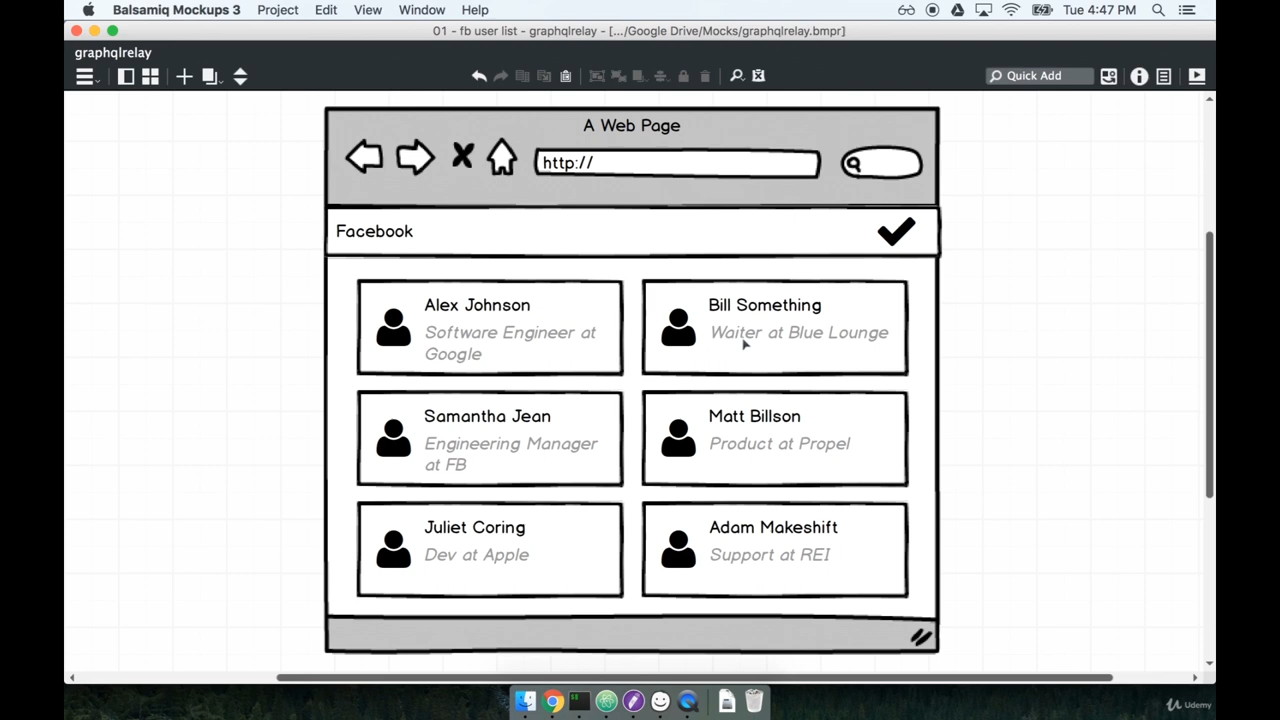 Balsamiq Mockups 3 Project Edit View Window Help Tue 4:47 PM
01 - fb user list - graphqlrelay - [.../Google Drive/Mocks/graphqlrelay.bmpr]
graphqlrelay
Quick Add
A Web Page
http://
Facebook
Alex Johnson
Software Engineer at
Google
Bill Something
Waiter at Blue Lounge
Samantha Jean
Engineering Manager
at FB
Matt Billson
Product at Propel
Juliet Coring
Dev at Apple
Adam Makeshift
Support at REI
Udemy